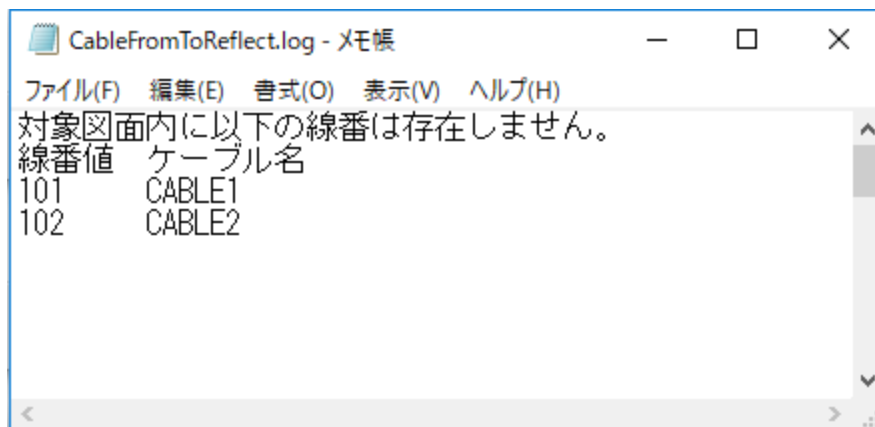 CableFromToReflect.log - メモ帳
ファイル(F) 編集(E) 書式(O) 表示(V) ヘルプ(H)
対象図面内に以下の線番は存在しません。
線番値 ケーブル名
101 CABLE1
102 CABLE2